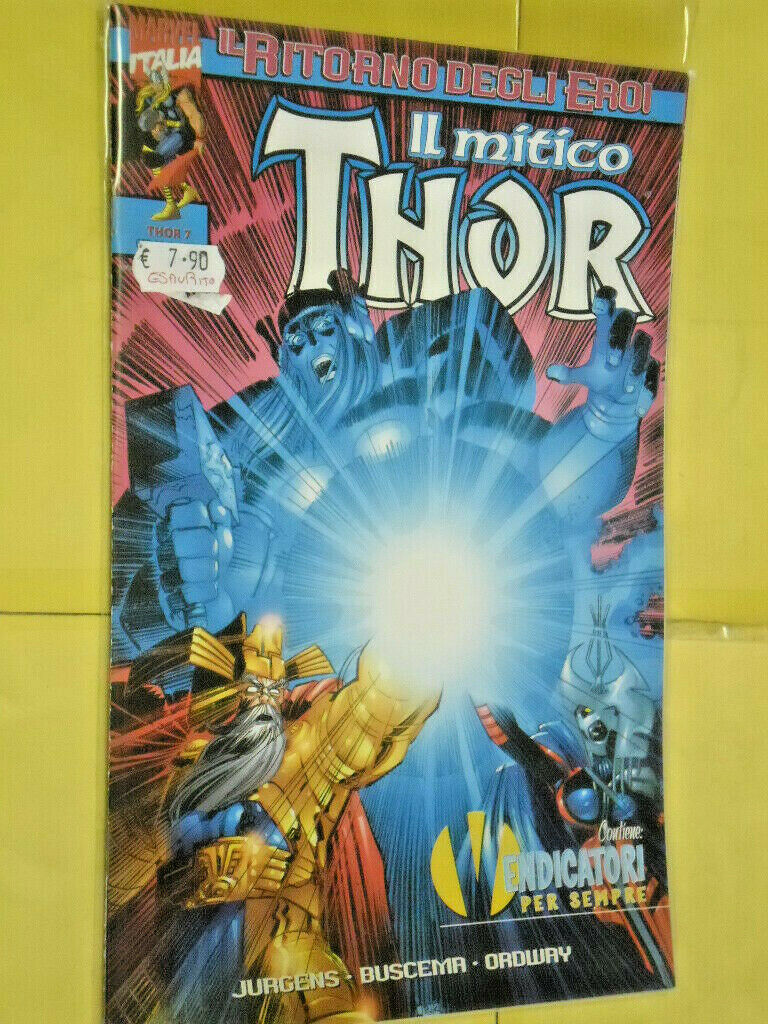 ITALIA
IL RITORNO DEGLI EROI
Il mitico
THOR
THOR 7
€ 7.90
ESAURITO
Contiene:
VENDICATORI
PER SEMPRE
JURGENS · BUSCEMA · ORDWAY